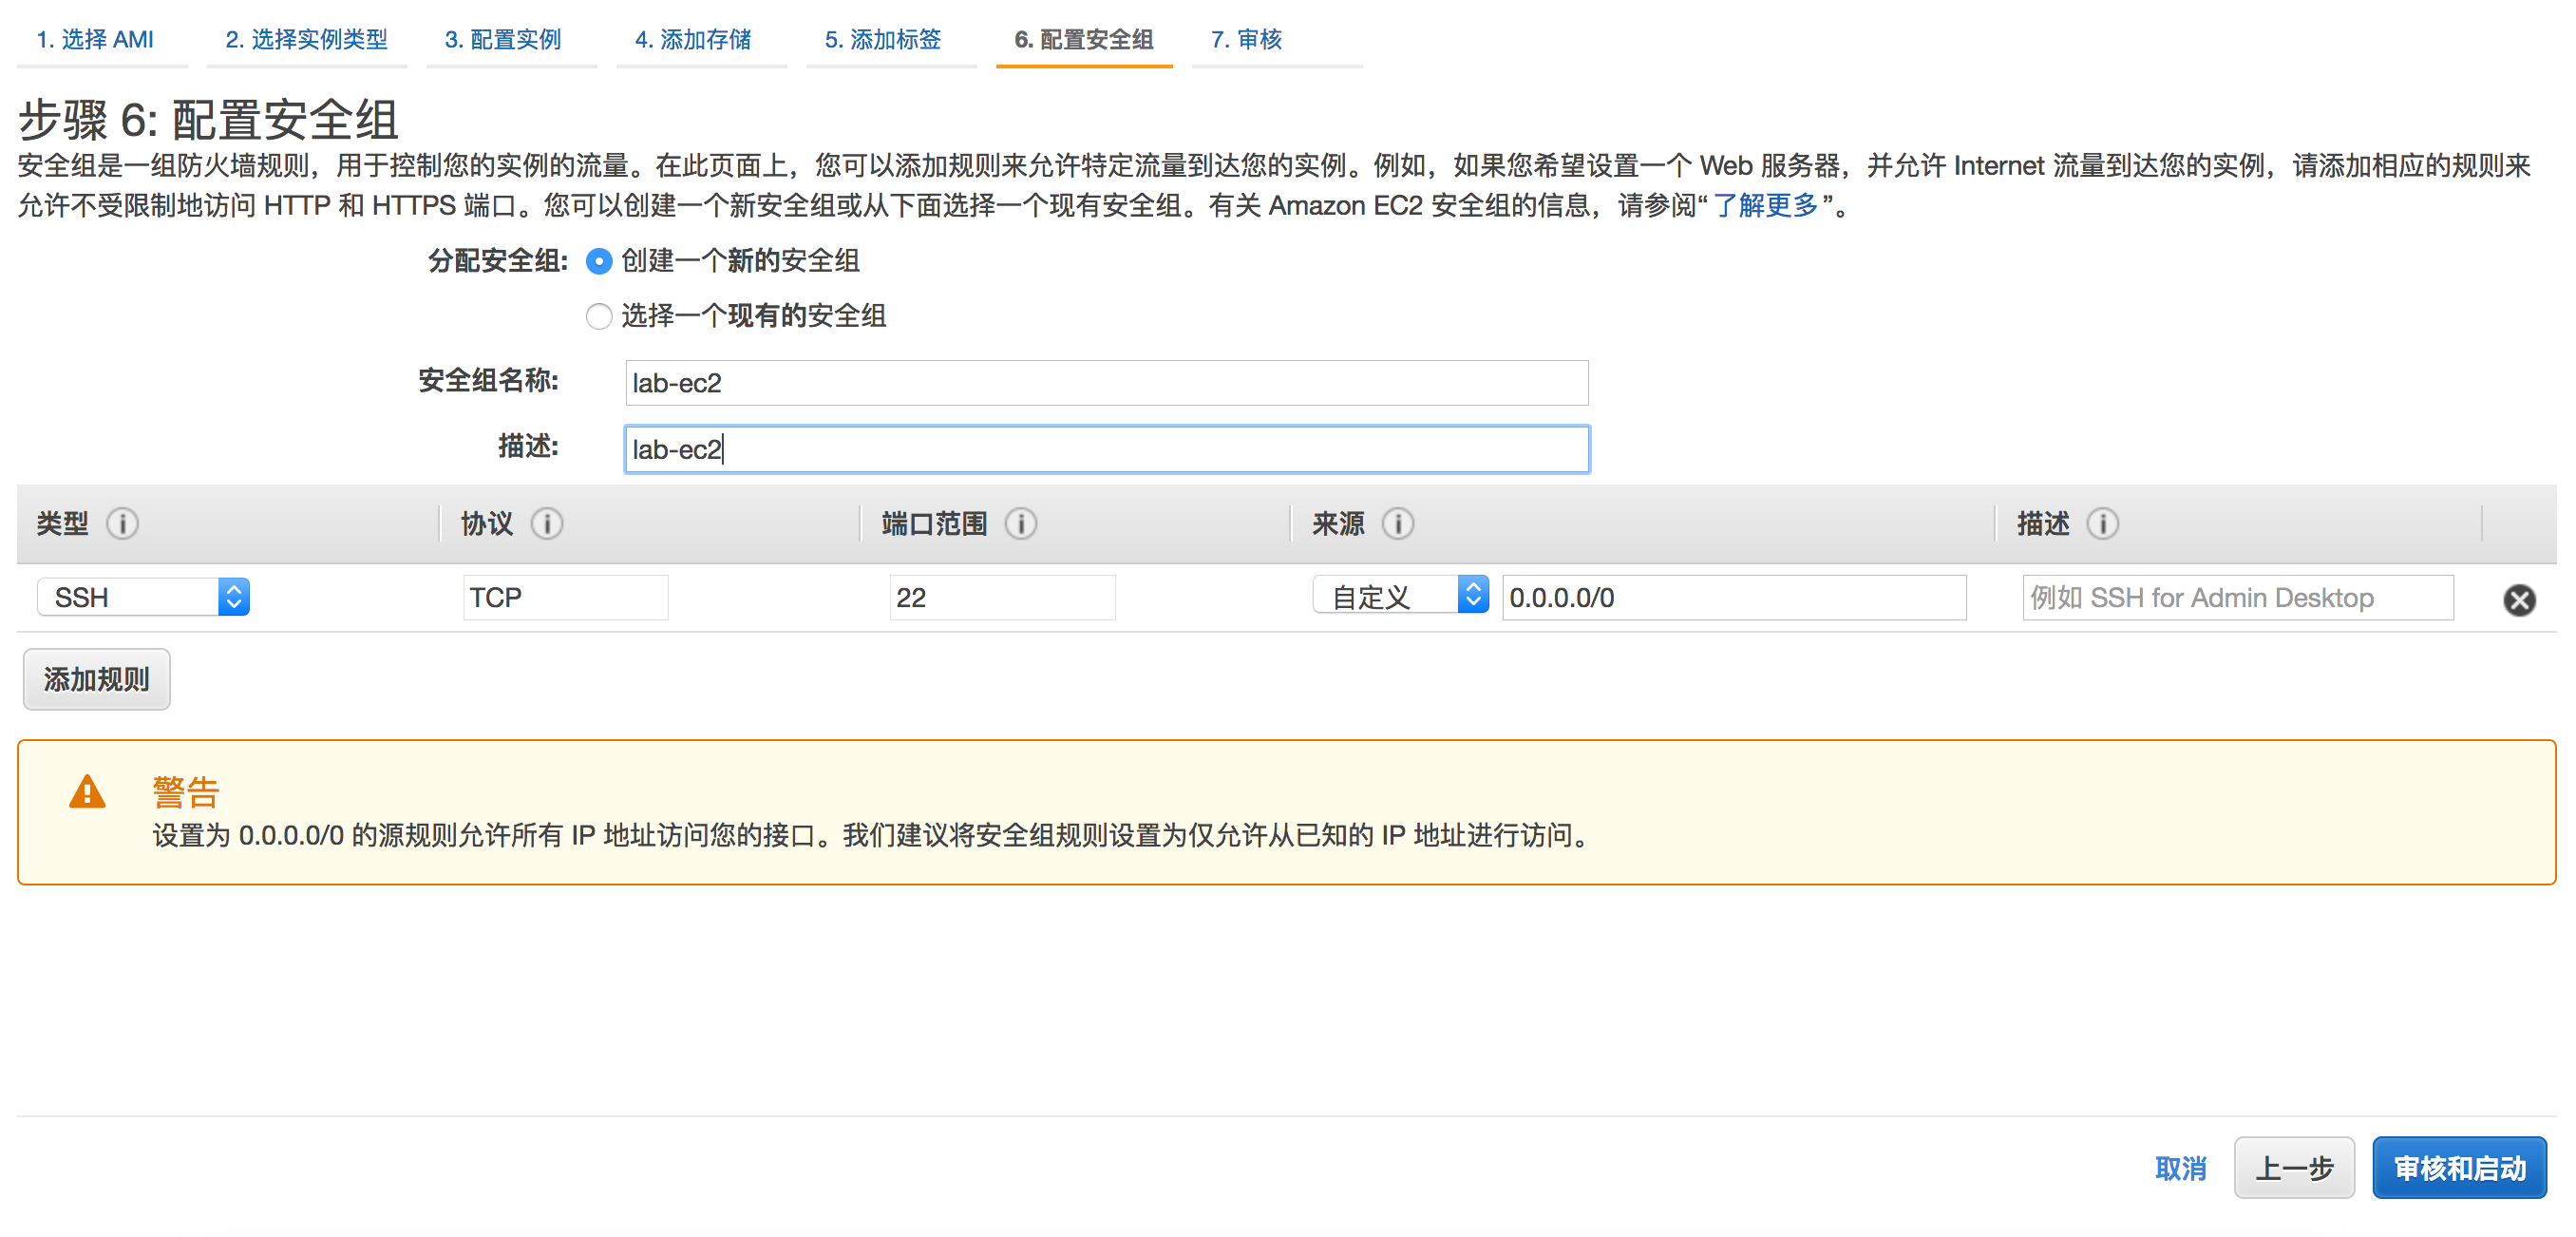 1. 选择 AMI 2. 选择实例类型 3. 配置实例 4. 添加存储 5. 添加标签 6. 配置安全组 7. 审核
步骤 6: 配置安全组
安全组是一组防火墙规则，用于控制您的实例的流量。在此页面上，您可以添加规则来允许特定流量到达您的实例。例如，如果您希望设置一个 Web 服务器，并允许 Internet 流量到达您的实例，请添加相应的规则来
允许不受限制地访问 HTTP 和 HTTPS 端口。您可以创建一个新安全组或从下面选择一个现有安全组。有关 Amazon EC2 安全组的信息，请参阅“了解更多”。
分配安全组: 创建一个新的安全组
选择一个现有的安全组
安全组名称: lab-ec2
描述: lab-ec2
类型 协议 端口范围 来源 描述
SSH TCP 22 自定义 0.0.0.0/0 例如 SSH for Admin Desktop
添加规则
警告
设置为 0.0.0.0/0 的源规则允许所有 IP 地址访问您的接口。我们建议将安全组规则设置为仅允许从已知的 IP 地址进行访问。
取消 上一步 审核和启动